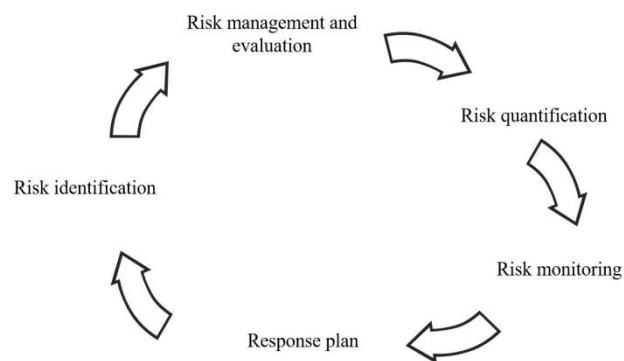 Risk management and
evaluation
Risk quantification
Risk identification
Risk monitoring
Response plan